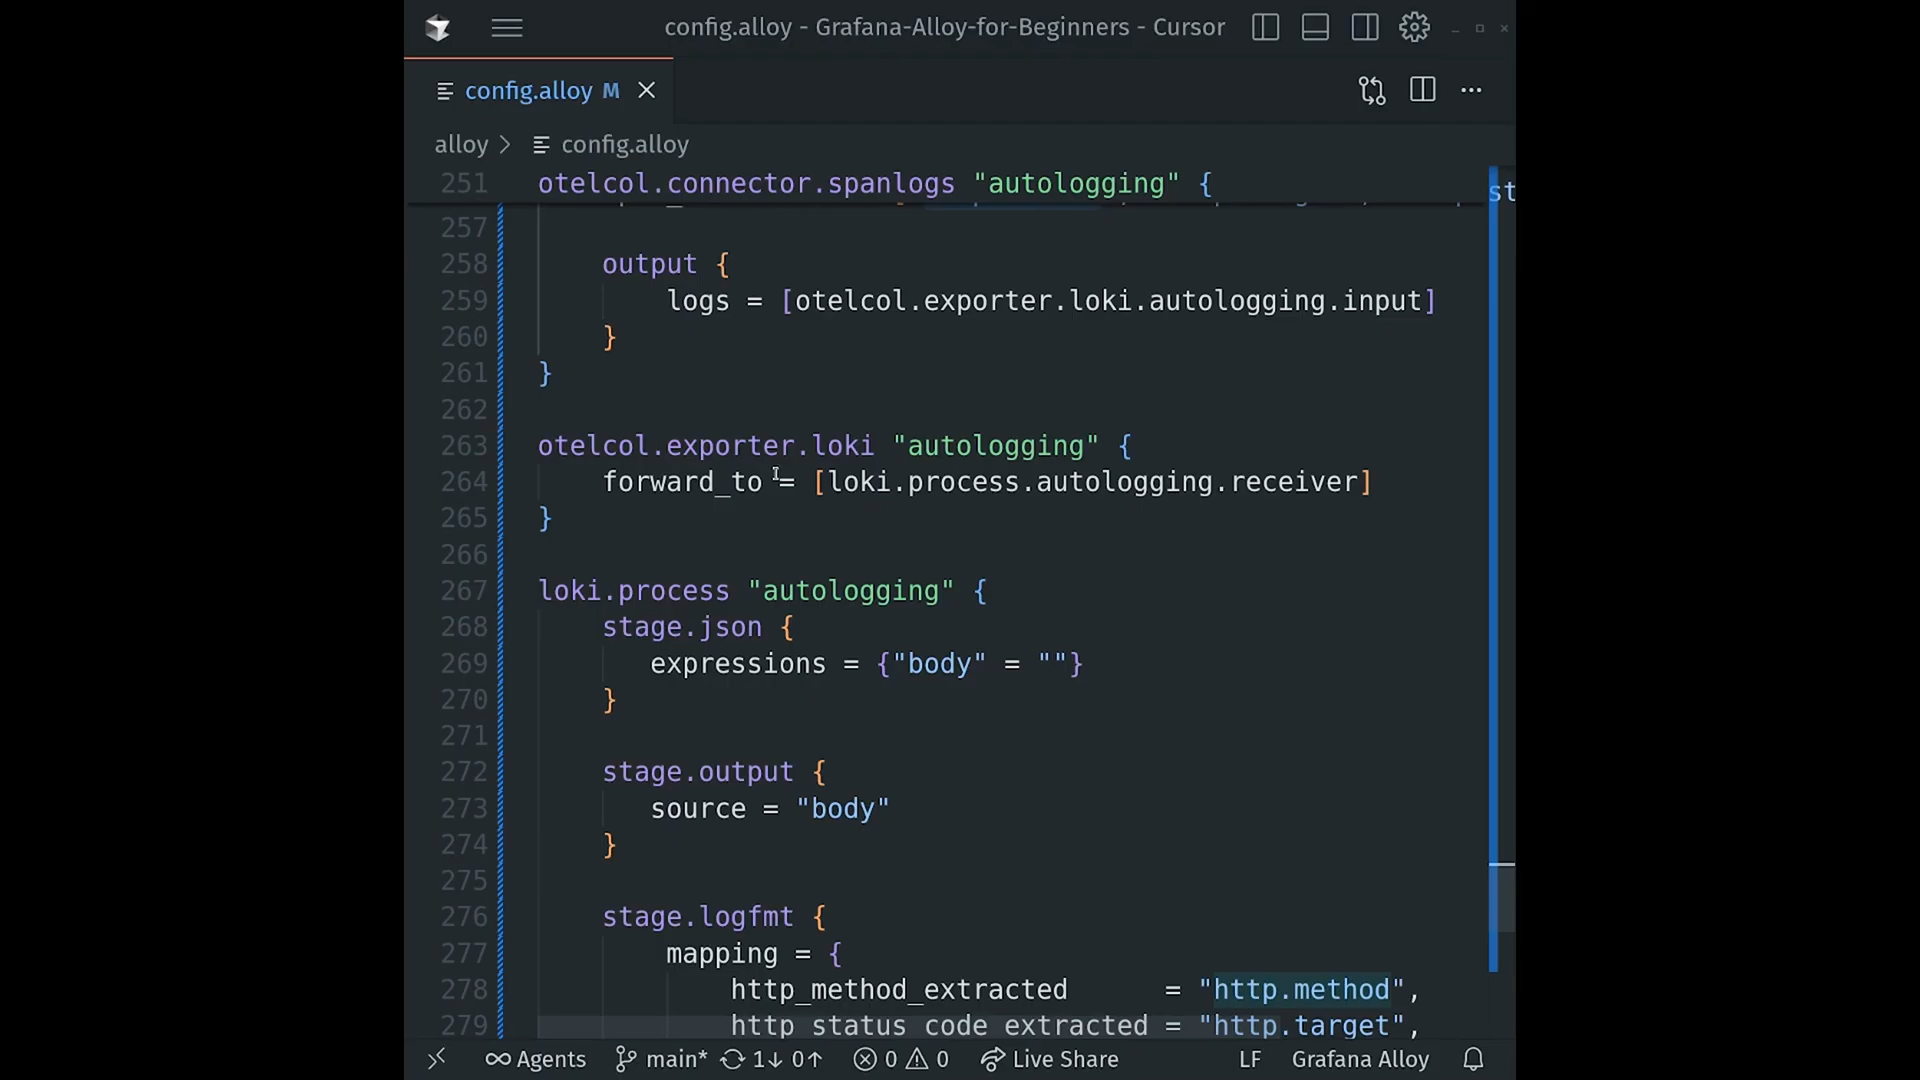 config.alloy - Grafana-Alloy-for-Beginners - Cursor
config.alloy M
alloy > config.alloy
251 otelcol.connector.spanlogs "autologging" {
st
257
258 output {
259 logs = [otelcol.exporter.loki.autologging.input]
260 }
261 }
262
263 otelcol.exporter.loki "autologging" {
264 forward_to = [loki.process.autologging.receiver]
265 }
266
267 loki.process "autologging" {
268 stage.json {
269 expressions = {"body" = ""}
270 }
271
272 stage.output {
273 source = "body"
274 }
275
276 stage.logfmt {
277 mapping = {
278 http_method_extracted = "http.method",
279 http_status_code_extracted = "http.target",
Agents main* 1↓ 0↑ 0 0 Live Share LF Grafana Alloy